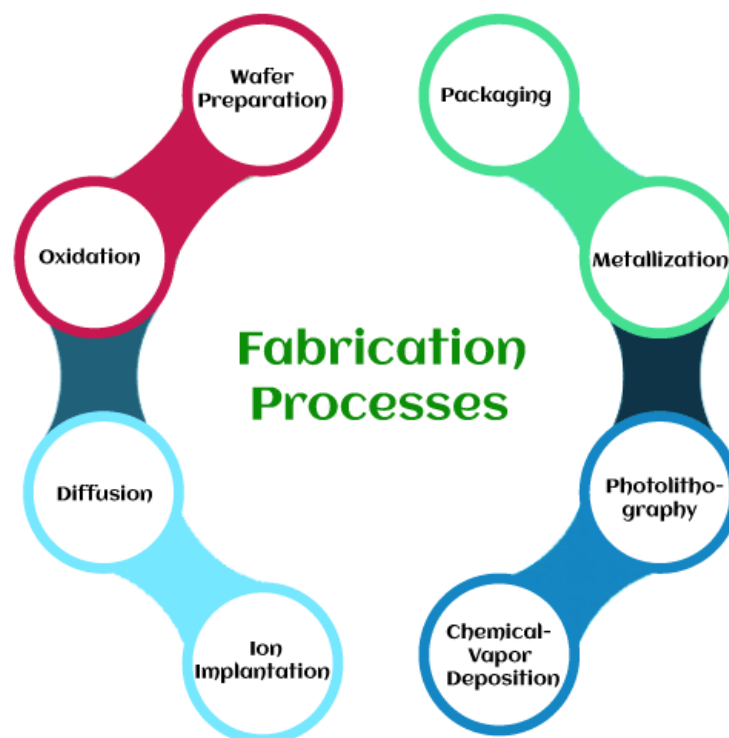 Wafer
Preparation
Oxidation
Diffusion
Ion
Implantation
Chemical-
Vapor
Deposition
Photolitho-
graphy
Metallization
Packaging
Fabrication
Processes